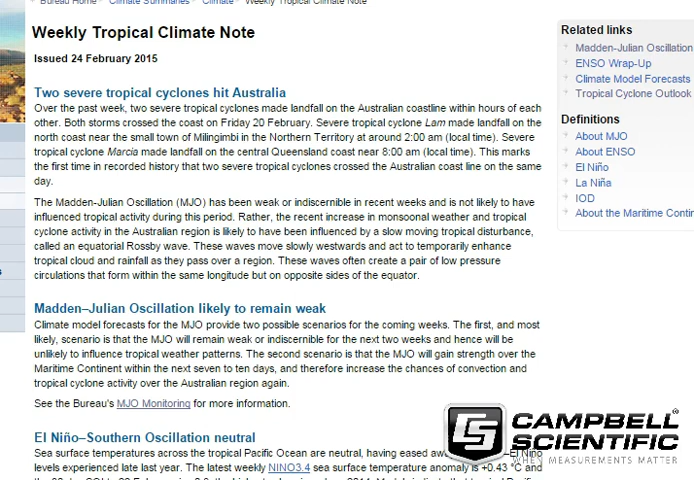 Bureau Home Climate Summaries Climate Weekly Tropical Climate Note
Weekly Tropical Climate Note
Issued 24 February 2015
Two severe tropical cyclones hit Australia
Over the past week, two severe tropical cyclones made landfall on the Australian coastline within hours of each
other. Both storms crossed the coast on Friday 20 February. Severe tropical cyclone Lam made landfall on the
north coast near the small town of Milingimbi in the Northern Territory at around 2:00 am (local time). Severe
tropical cyclone Marcia made landfall on the central Queensland coast near 8:00 am (local time). This marks
the first time in recorded history that two severe tropical cyclones crossed the Australian coast line on the same
day.
The Madden-Julian Oscillation (MJO) has been weak or indiscernible in recent weeks and is not likely to have
influenced tropical activity during this period. Rather, the recent increase in monsoonal weather and tropical
cyclone activity in the Australian region is likely to have been influenced by a slow moving tropical disturbance,
called an equatorial Rossby wave. These waves move slowly westwards and act to temporarily enhance
tropical cloud and rainfall as they pass over a region. These waves often create a pair of low pressure
circulations that form within the same longitude but on opposite sides of the equator.
Madden–Julian Oscillation likely to remain weak
Climate model forecasts for the MJO provide two possible scenarios for the coming weeks. The first, and most
likely, scenario is that the MJO will remain weak or indiscernible for the next two weeks and hence will be
unlikely to influence tropical weather patterns. The second scenario is that the MJO will gain strength over the
Maritime Continent within the next seven to ten days, and therefore increase the chances of convection and
tropical cyclone activity over the Australian region again.
See the Bureau's MJO Monitoring for more information.
El Niño–Southern Oscillation neutral
Sea surface temperatures across the tropical Pacific Ocean are neutral, having eased –El Niño
levels experienced late last year. The latest weekly NINO3.4 sea surface temperature anomaly is +0.43 °C and
Related links
Madden-Julian Oscillation
ENSO Wrap-Up
Climate Model Forecasts
Tropical Cyclone Outlook
Definitions
About MJO
About ENSO
El Niño
La Niña
IOD
About the Maritime Contin
CAMPBELL
SCIENTIFIC
WHEN MEASUREMENTS MATTER